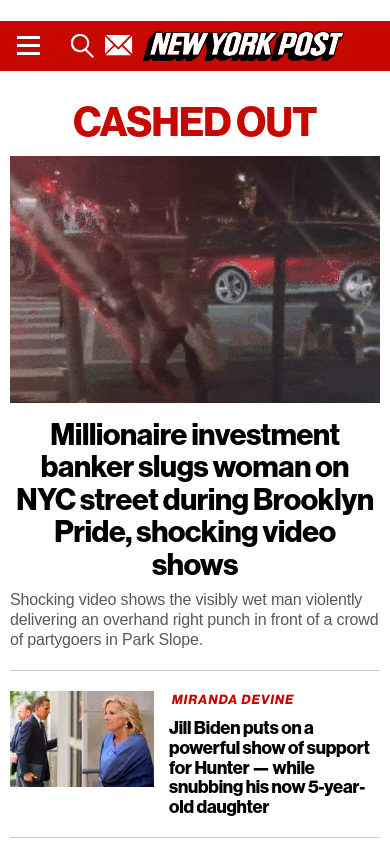 NEW YORK POST
CASHED OUT
Millionaire investment
banker slugs woman on
NYC street during Brooklyn
Pride, shocking video
shows
Shocking video shows the visibly wet man violently
delivering an overhand right punch in front of a crowd
of partygoers in Park Slope.
MIRANDA DEVINE
Jill Biden puts on a
powerful show of support
for Hunter — while
snubbing his now 5-year-
old daughter